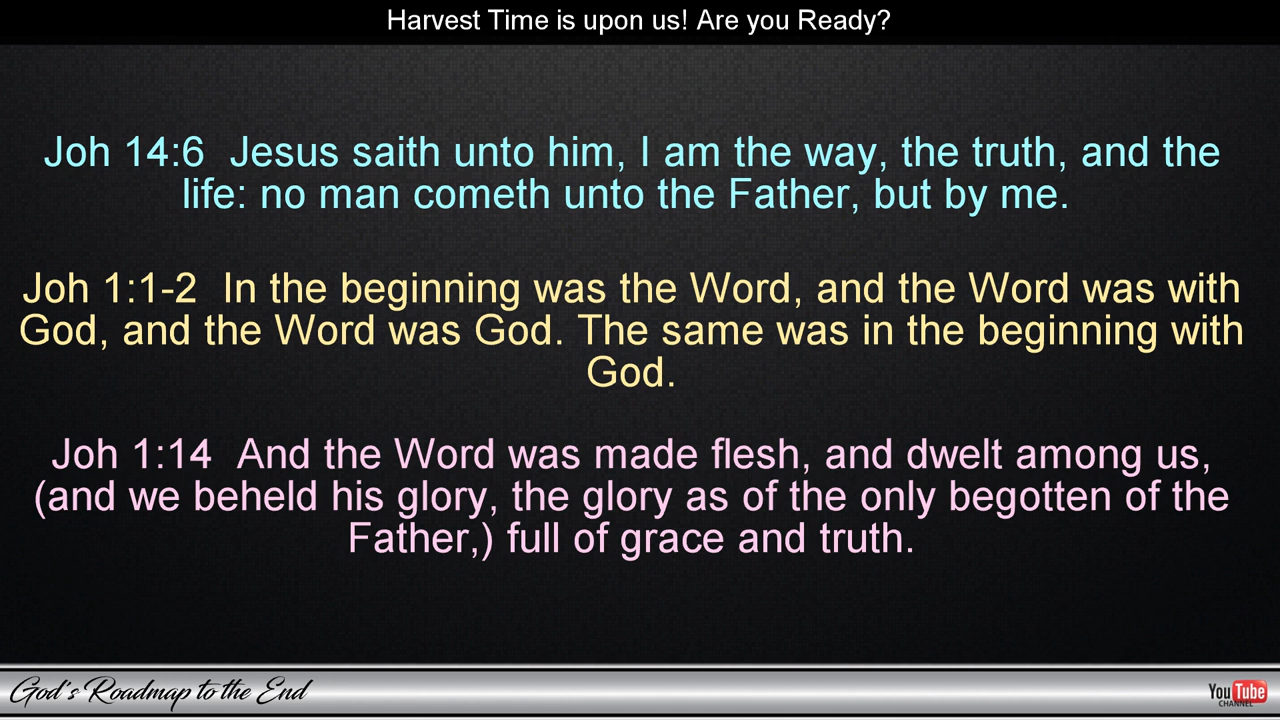 Harvest Time is upon us! Are you Ready?
Joh 14:6  Jesus saith unto him, I am the way, the truth, and the
life: no man cometh unto the Father, but by me.
Joh 1:1-2  In the beginning was the Word, and the Word was with
God, and the Word was God. The same was in the beginning with
God.
Joh 1:14  And the Word was made flesh, and dwelt among us,
(and we beheld his glory, the glory as of the only begotten of the
Father,) full of grace and truth.
God's Roadmap to the End
YouTube
CHANNEL